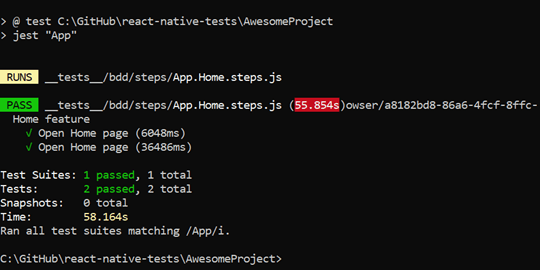 > @ test C:\GitHub\react-native-tests\AwesomeProject
> jest "App"
RUNS __tests__/bdd/steps/App.Home.steps.js
PASS __tests__/bdd/steps/App.Home.steps.js (55.854s)owser/a8182bd8-86a6-4fcf-8ffc-
Home feature
√ Open Home page (6048ms)
√ Open Home page (36486ms)
Test Suites: 1 passed, 1 total
Tests: 2 passed, 2 total
Snapshots: 0 total
Time: 58.164s
Ran all test suites matching /App/i.
C:\GitHub\react-native-tests\AwesomeProject>